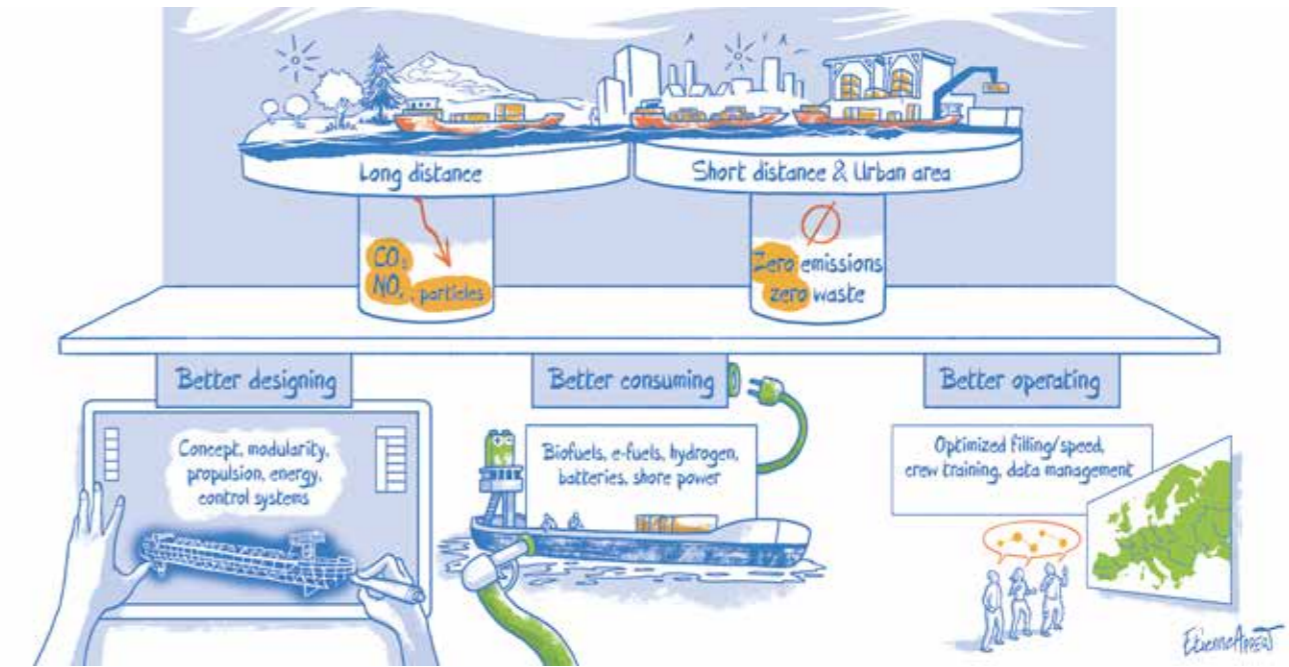 Long distance
Short distance & Urban area
CO₂
NOₓ, particles
Zero emissions
zero waste
Better designing
Better consuming
Better operating
Concept, modularity,
propulsion, energy,
control systems
Biofuels, e-fuels, hydrogen,
batteries, shore power
Optimized filling/speed,
crew training, data management
Etienne Appert